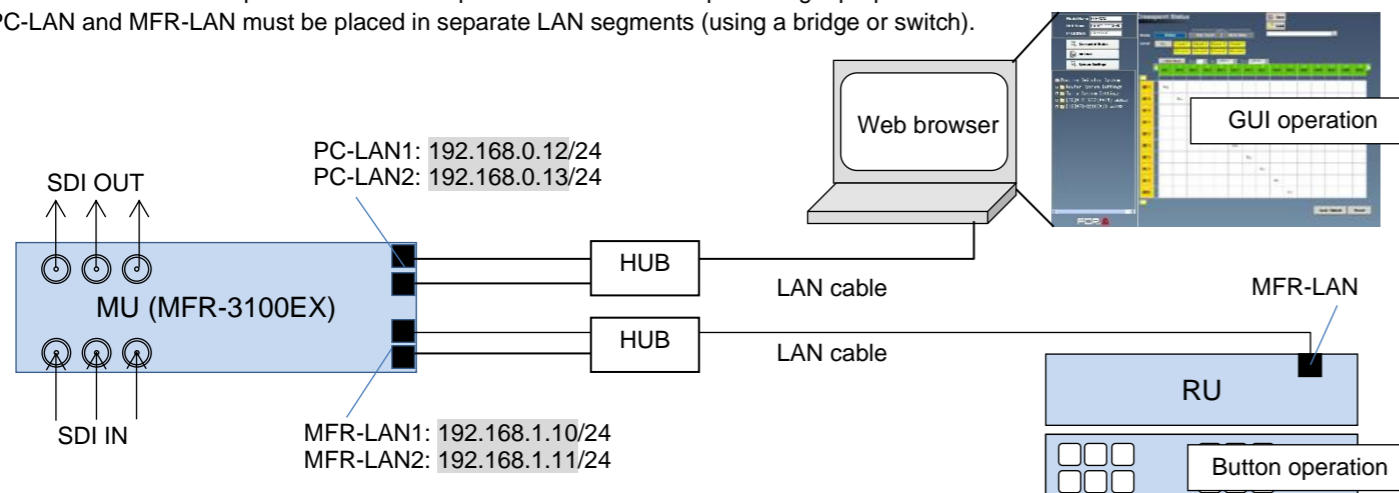 PC-LAN and MFR-LAN must be placed in separate LAN segments (using a bridge or switch).
Web browser
GUI operation
PC-LAN1: 192.168.0.12/24
PC-LAN2: 192.168.0.13/24
SDI OUT
HUB
LAN cable
MFR-LAN
MU (MFR-3100EX)
HUB
LAN cable
RU
SDI IN
MFR-LAN1: 192.168.1.10/24
MFR-LAN2: 192.168.1.11/24
Button operation